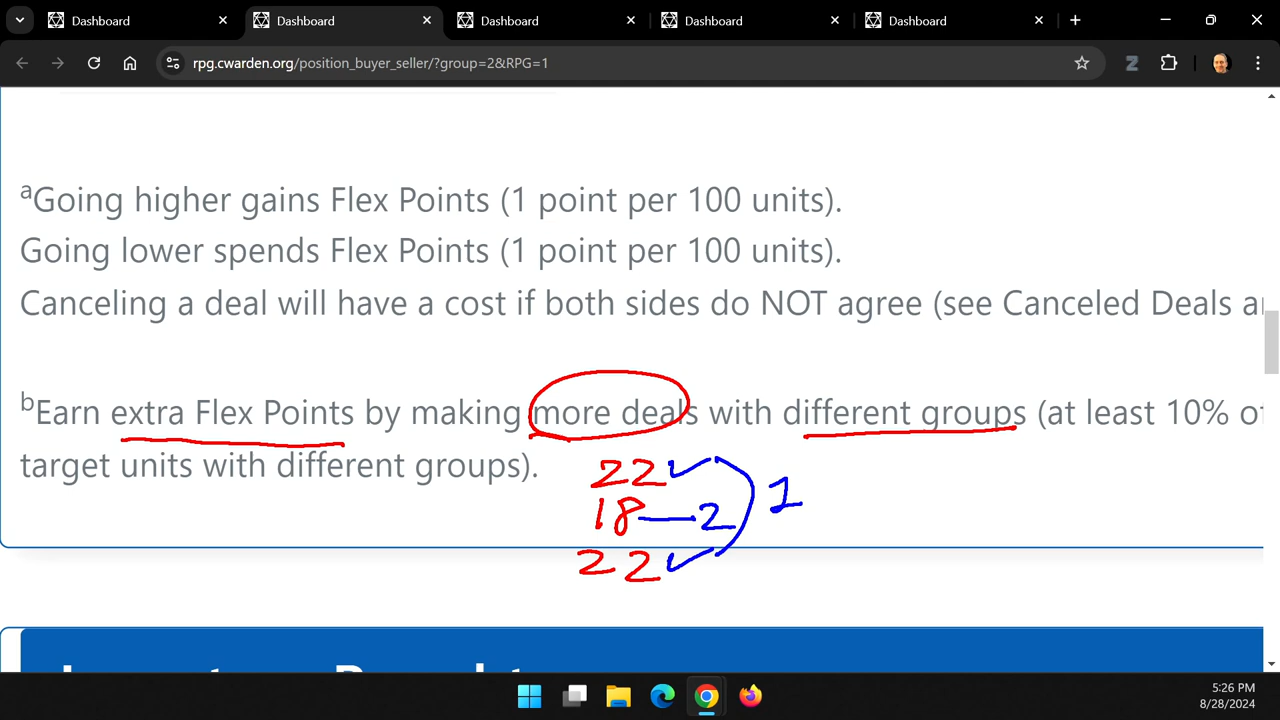 Dashboard Dashboard Dashboard Dashboard Dashboard
rpg.cwarden.org/position_buyer_seller/?group=2&RPG=1
aGoing higher gains Flex Points (1 point per 100 units).
Going lower spends Flex Points (1 point per 100 units).
Canceling a deal will have a cost if both sides do NOT agree (see Canceled Deals
bEarn extra Flex Points by making more deals with different groups (at least 10%
target units with different groups).
22
18 2 1
22
5:26 PM
8/28/2024